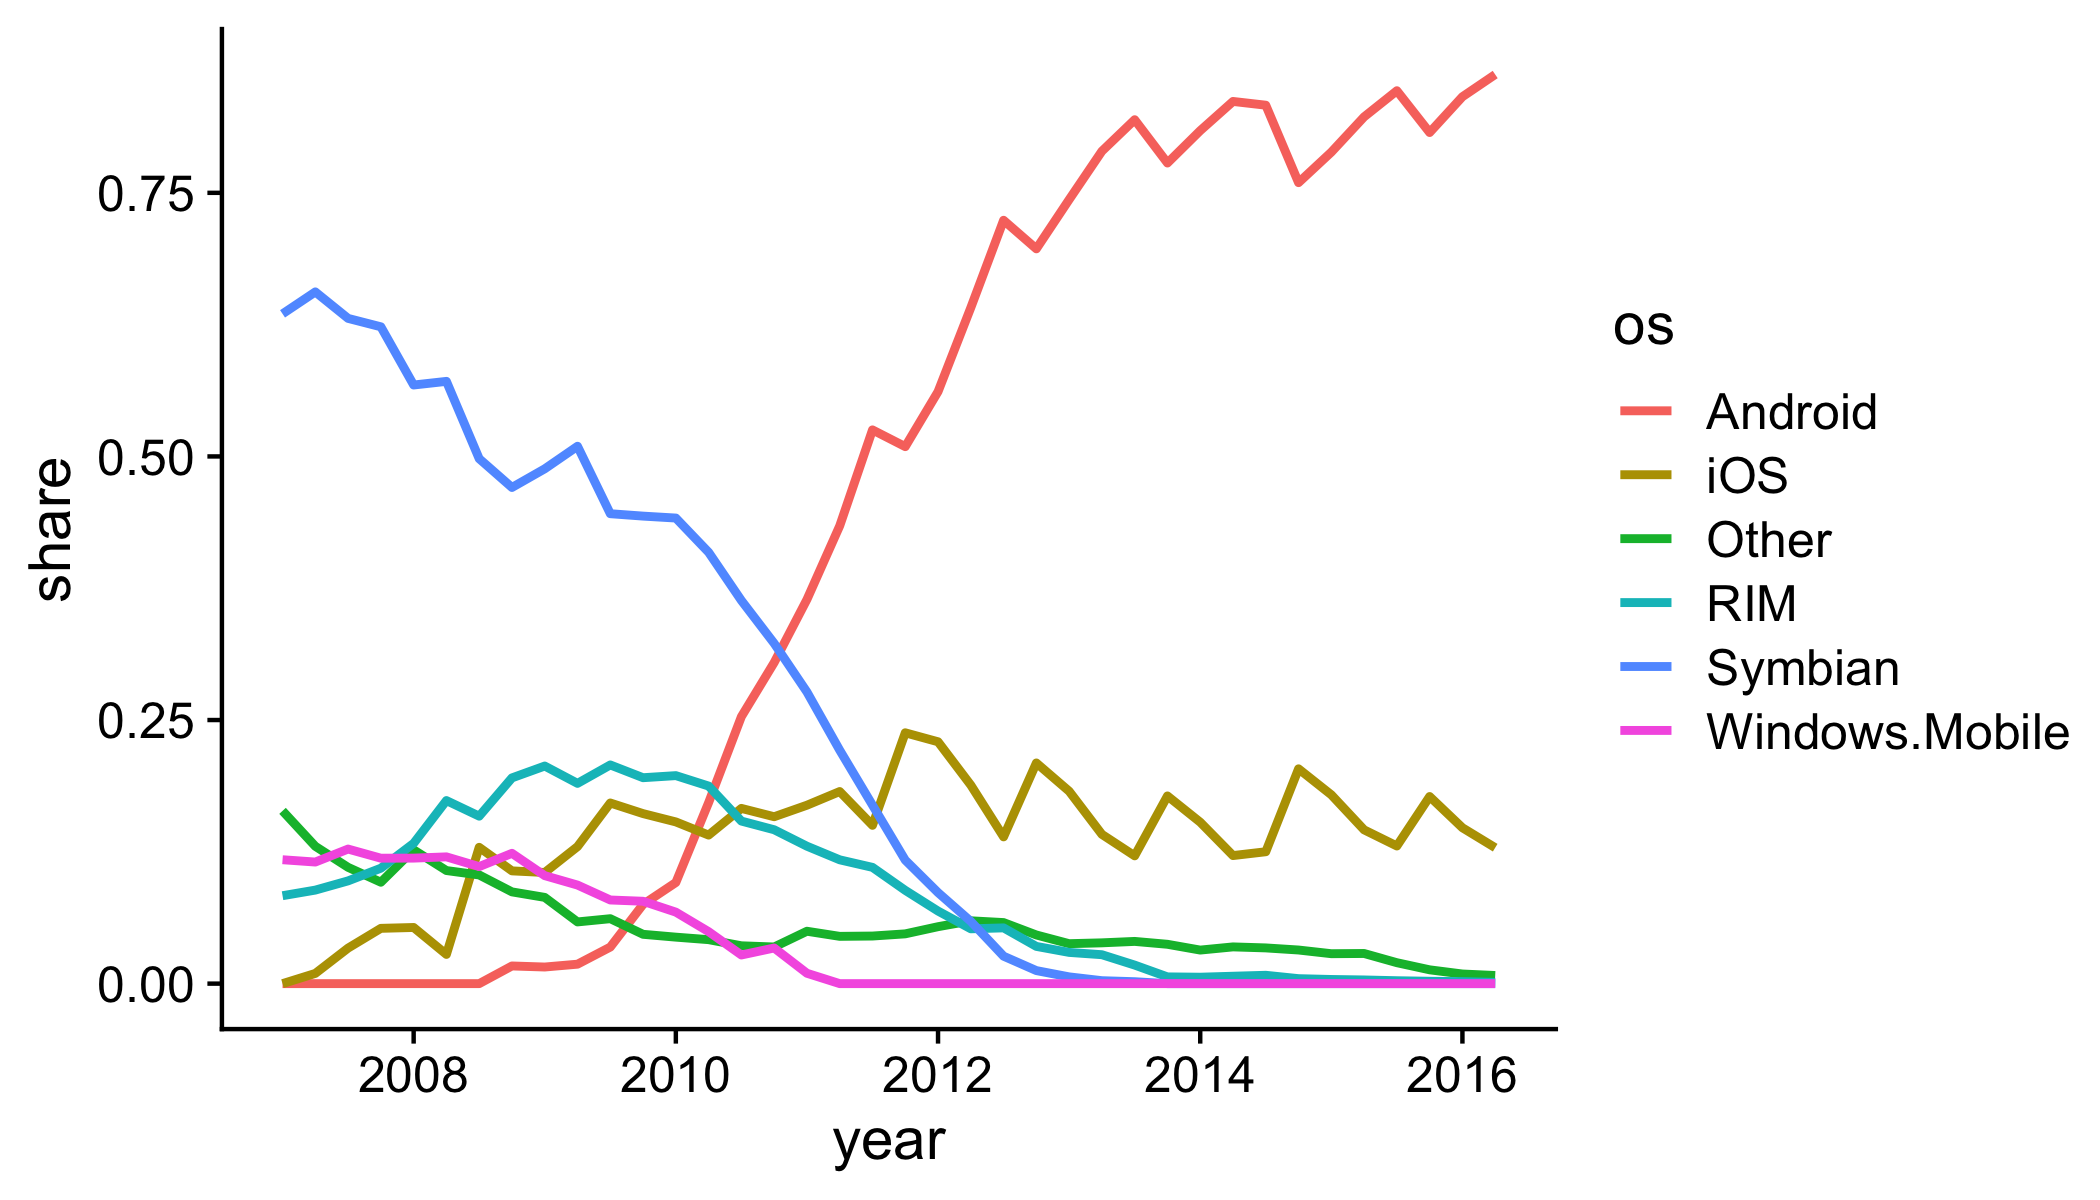 share
0.75
0.50
0.25
0.00
2008 2010 2012 2014 2016
year
os
Android
iOS
Other
RIM
Symbian
Windows.Mobile